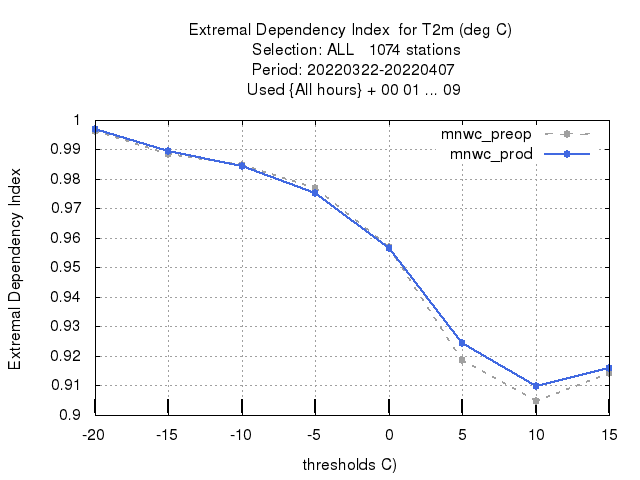 Extremal Dependency Index  for T2m (deg C)
Selection: ALL   1074 stations
Period: 20220322-20220407
Used {All hours} + 00 01 ... 09
mnwc_preop
mnwc_prod
Extremal Dependency Index
1
0.99
0.98
0.97
0.96
0.95
0.94
0.93
0.92
0.91
0.9
-20 -15 -10 -5 0 5 10 15
thresholds C)